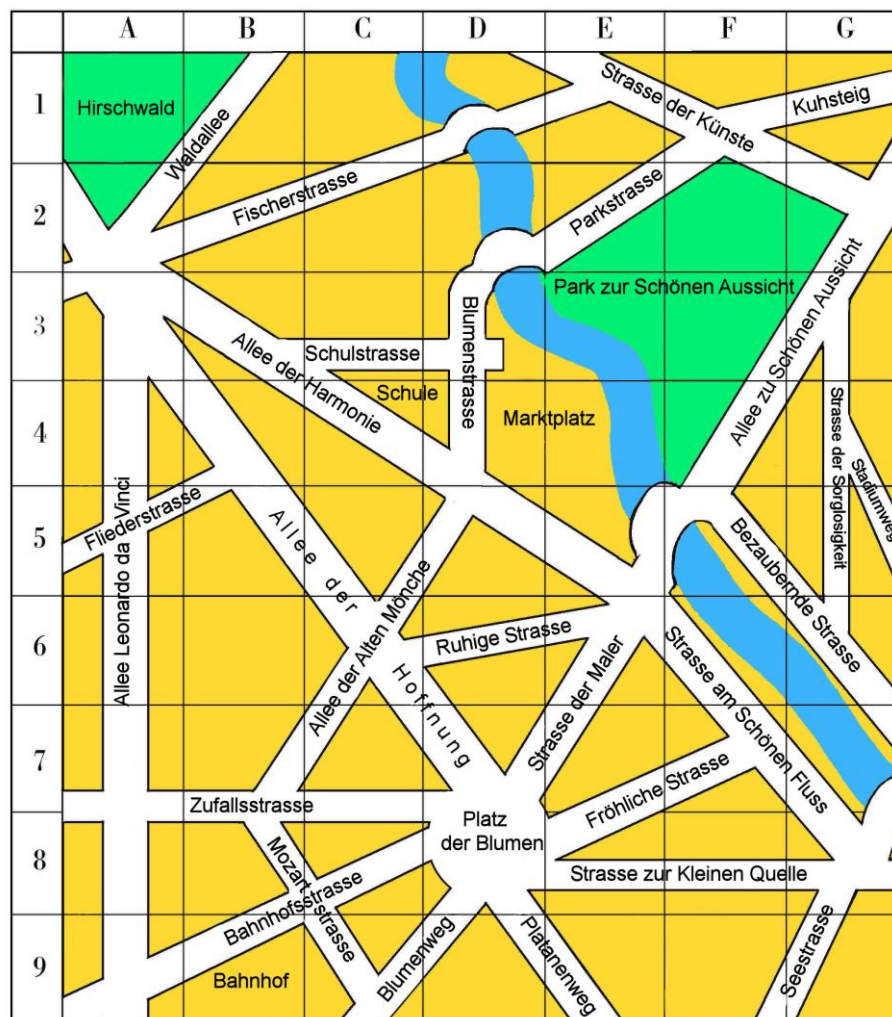 A B C D E F G
1
Hirschwald
Waldallee
Strasse der Künste
Kuhsteig
2
Fischerstrasse
Parkstrasse
3
Park zur Schönen Aussicht
Allee zu Schönen Aussicht
Allee der Harmonie
Schulstrasse
Blumenstrasse
4
Schule
Marktplatz
Strasse der Sorglosigkeit
Stadiumweg
5
Fliederstrasse
Allee Leonardo da Vinci
Allee der Hoffnung
Allee der Alten Mönche
Bezaubernde Strasse
6
Ruhige Strasse
Strasse der Maler
Strasse am Schönen Fluss
7
Zufallsstrasse
Fröhliche Strasse
8
Platz
der Blumen
Mozartstrasse
Strasse zur Kleinen Quelle
Bahnhofsstrasse
9
Bahnhof
Blumenweg
Platanenweg
Seestrasse